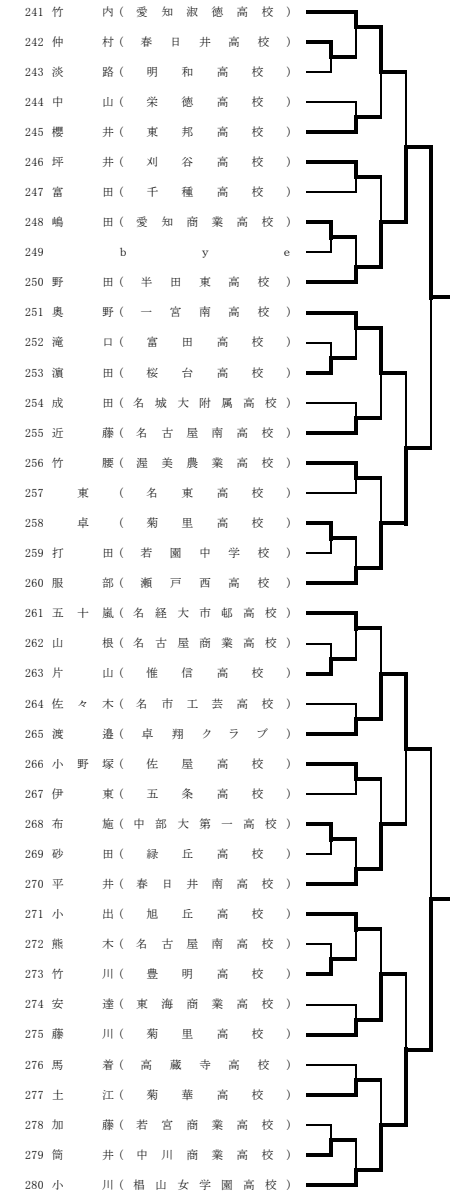 241 竹内(愛知淑徳高校)
242 仲村(春日井高校)
243 淡路(明和高校)
244 中山(栄徳高校)
245 櫻井(東邦高校)
246 坪井(刈谷高校)
247 富田(千種高校)
248 嶋田(愛知商業高校)
249 bye
250 野田(半田東高校)
251 奥野(一宮南高校)
252 滝口(富田高校)
253 濵田(桜台高校)
254 成田(名城大附属高校)
255 近藤(名古屋南高校)
256 竹腰(渥美農業高校)
257 東(名東高校)
258 卓(菊里高校)
259 打田(若園中学校)
260 服部(瀬戸西高校)
261 五十嵐(名経大市邨高校)
262 山根(名古屋商業高校)
263 片山(惟信高校)
264 佐々木(名市工芸高校)
265 渡邉(卓翔クラブ)
266 小野塚(佐屋高校)
267 伊東(五条高校)
268 布施(中部大第一高校)
269 砂田(緑丘高校)
270 平井(春日井南高校)
271 小出(旭丘高校)
272 熊木(名古屋南高校)
273 竹川(豊明高校)
274 安達(東海商業高校)
275 藤川(菊里高校)
276 馬着(高蔵寺高校)
277 土江(菊華高校)
278 加藤(若宮商業高校)
279 筒井(中川商業高校)
280 小川(椙山女学園高校)